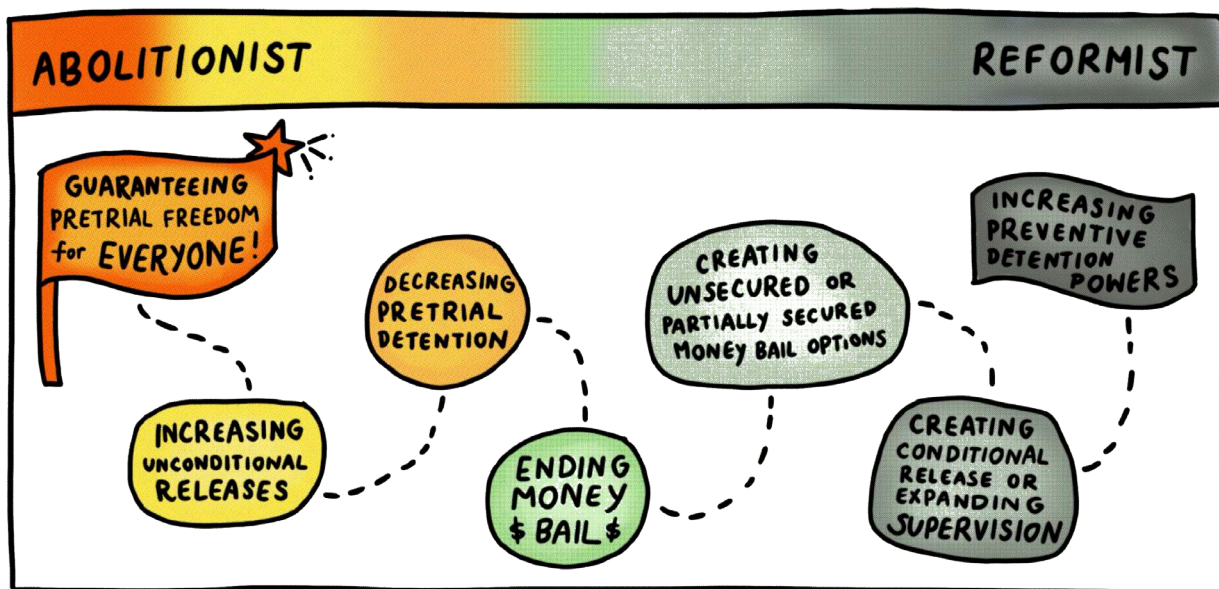 ABOLITIONIST
REFORMIST
GUARANTEEING
PRETRIAL FREEDOM
for EVERYONE!
INCREASING
UNCONDITIONAL
RELEASES
DECREASING
PRETRIAL
DETENTION
ENDING
MONEY
$ BAIL $
CREATING
UNSECURED OR
PARTIALLY SECURED
MONEY BAIL OPTIONS
CREATING
CONDITIONAL
RELEASE OR
EXPANDING
SUPERVISION
INCREASING
PREVENTIVE
DETENTION
POWERS